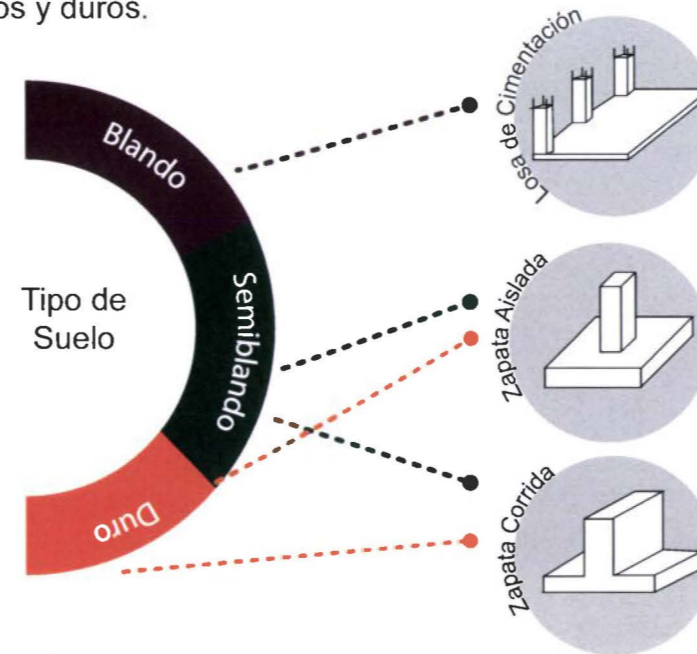 os y duros.
Blando
Losa de Cimentación
Tipo de
Suelo
Semiblando
Zapata Aislada
Duro
Zapata Corrida